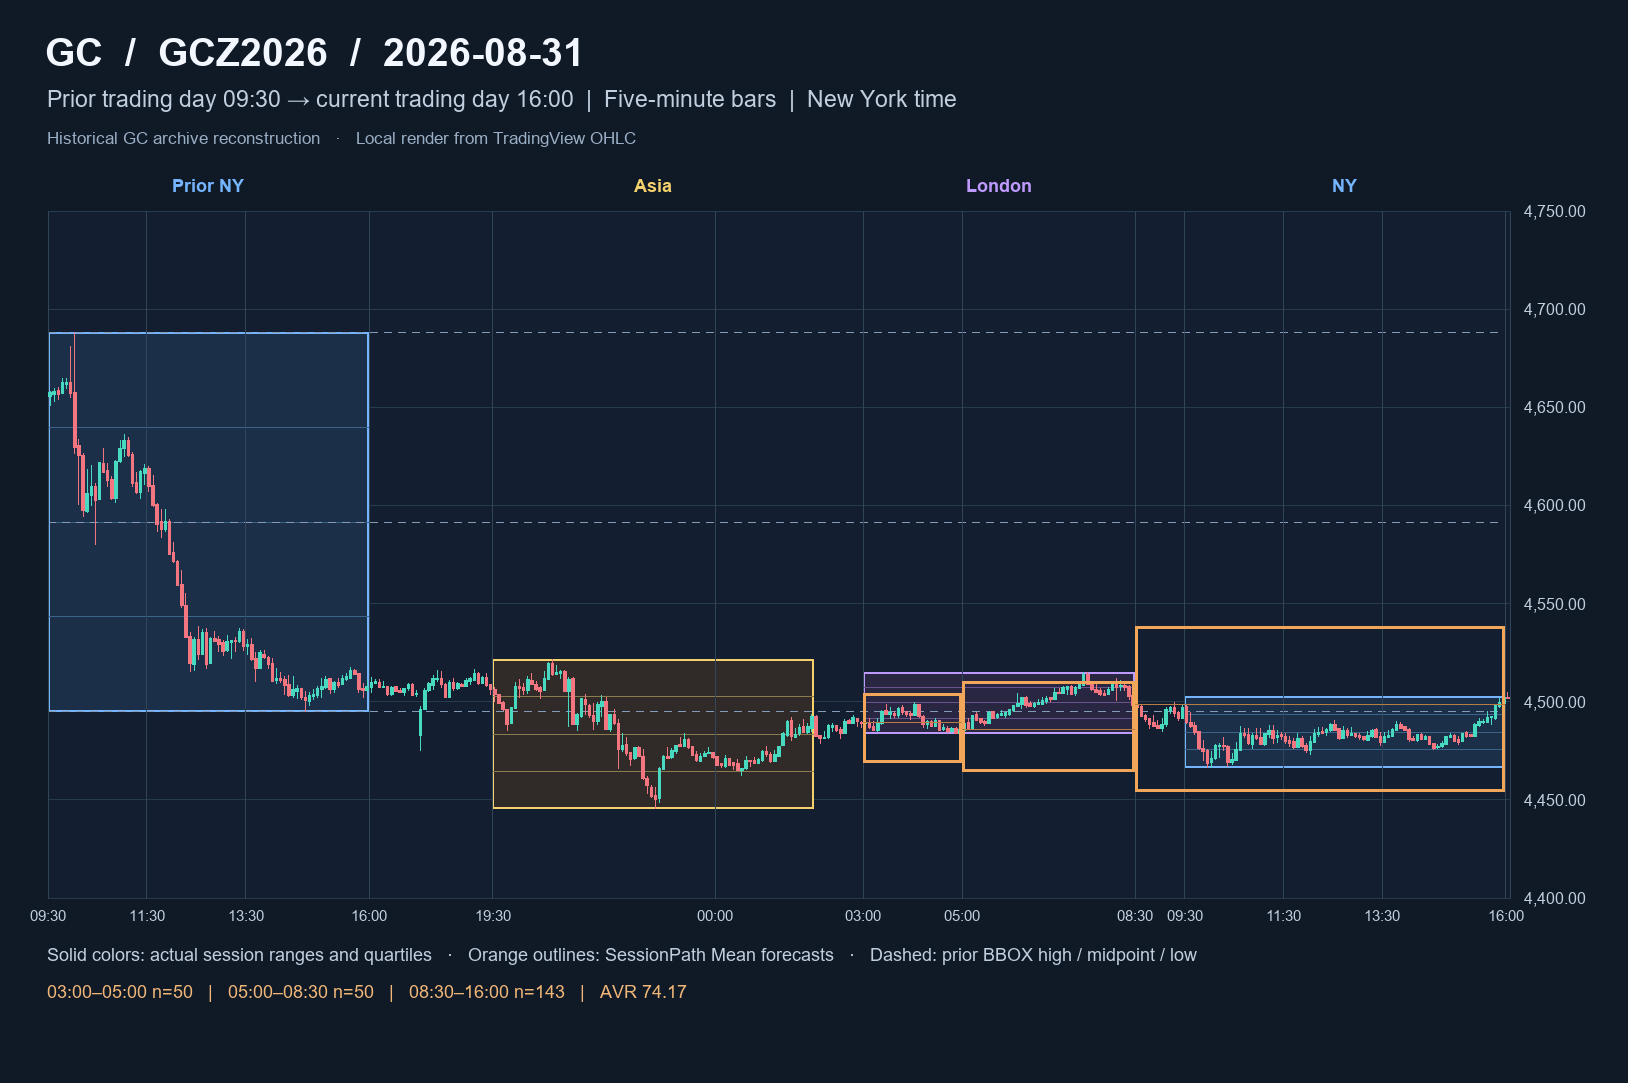 GC / GCZ2026 / 2026-08-31
Prior trading day 09:30 → current trading day 16:00 | Five-minute bars | New York time
Historical GC archive reconstruction · Local render from TradingView OHLC
Prior NY Asia London NY
4,750.00
4,700.00
4,650.00
4,600.00
4,550.00
4,500.00
4,450.00
4,400.00
09:30 11:30 13:30 16:00 19:30 00:00 03:00 05:00 08:30 09:30 11:30 13:30 16:00
Solid colors: actual session ranges and quartiles · Orange outlines: SessionPath Mean forecasts · Dashed: prior BBOX high / midpoint / low
03:00–05:00 n=50 | 05:00–08:30 n=50 | 08:30–16:00 n=143 | AVR 74.17